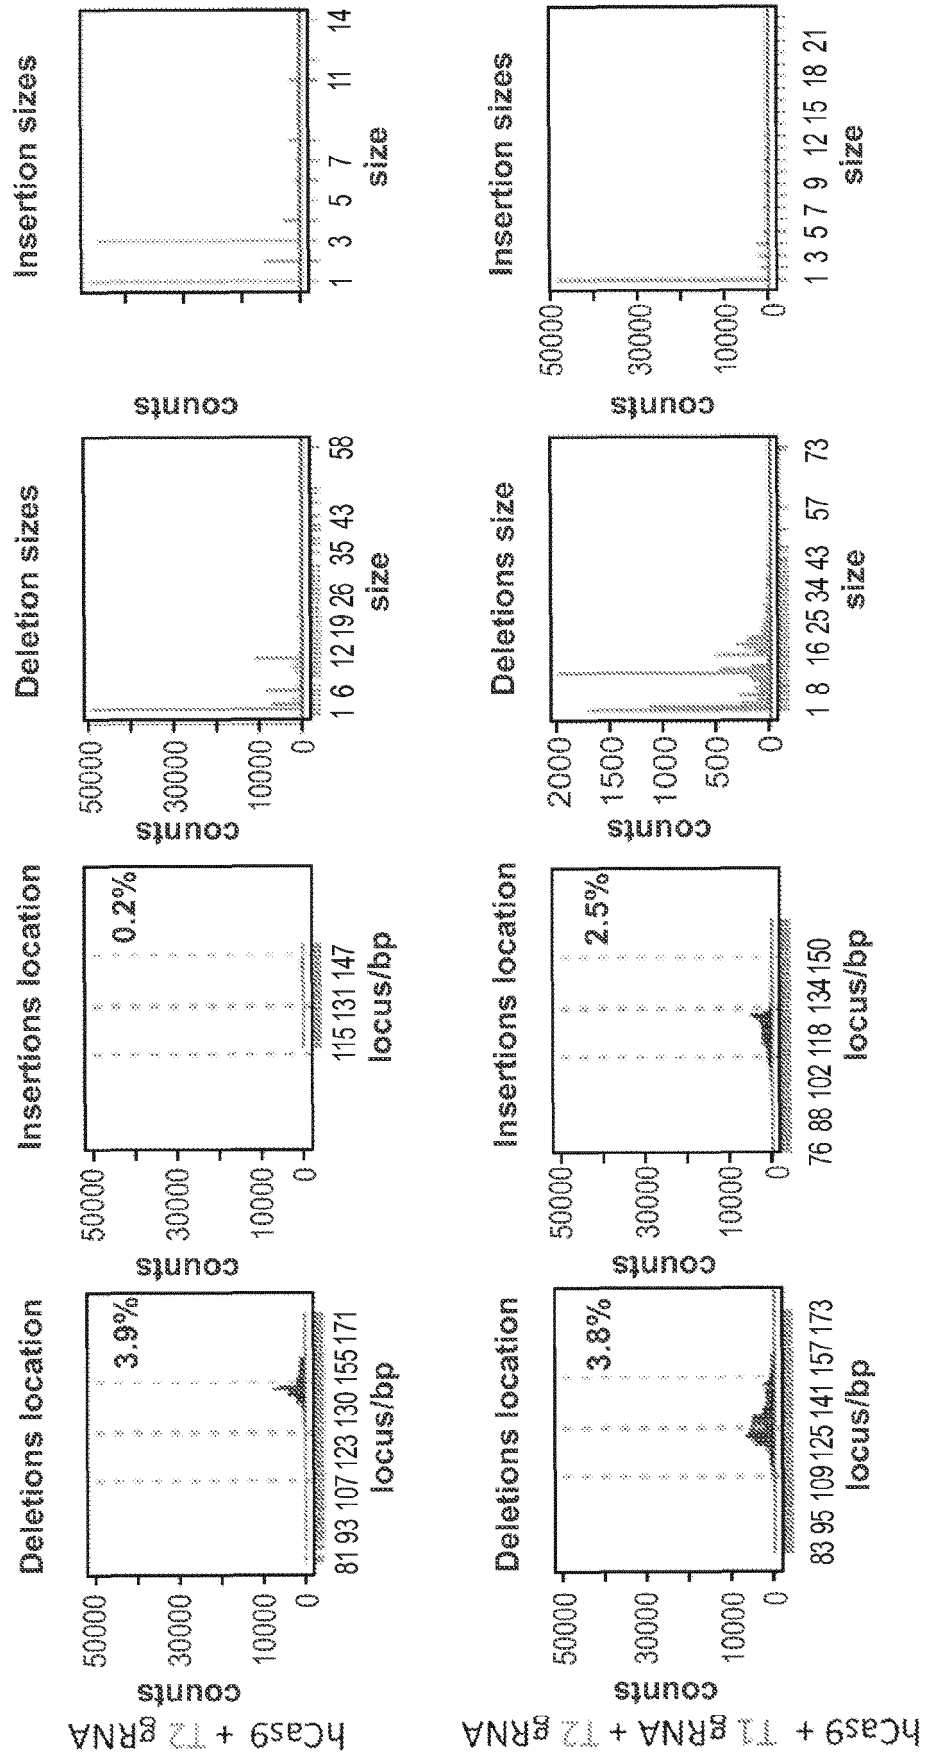 hCas9 + T2 gRNA
Deletions location
counts
50000
30000
10000
0
3.9%
81 93 107 123 130 155 171
locus/bp
Insertions location
counts
50000
30000
10000
0
0.2%
115 131 147
locus/bp
Deletion sizes
counts
50000
30000
10000
0
1 6 12 19 26 35 43 58
size
Insertion sizes
counts
1 3 5 7 11 14
size
hCas9 + T1 gRNA + T2 gRNA
Deletions location
counts
50000
30000
10000
0
3.8%
83 95 109 125 141 157 173
locus/bp
Insertions location
counts
50000
30000
10000
0
2.5%
76 88 102 118 134 150
locus/bp
Deletions size
counts
2000
1500
1000
500
0
1 8 16 25 34 43 57 73
size
Insertion sizes
counts
50000
30000
10000
0
1 3 5 7 9 12 15 18 21
size